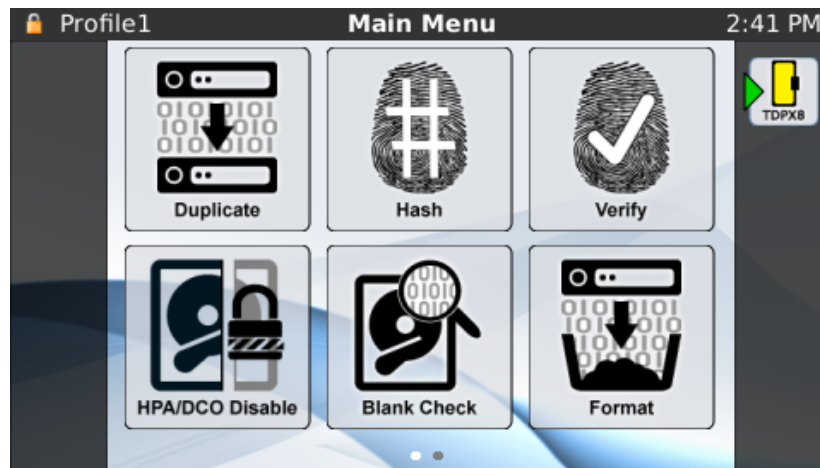 Profile1 Main Menu 2:41 PM
TDPX8
Duplicate Hash Verify
HPA/DCO Disable Blank Check Format